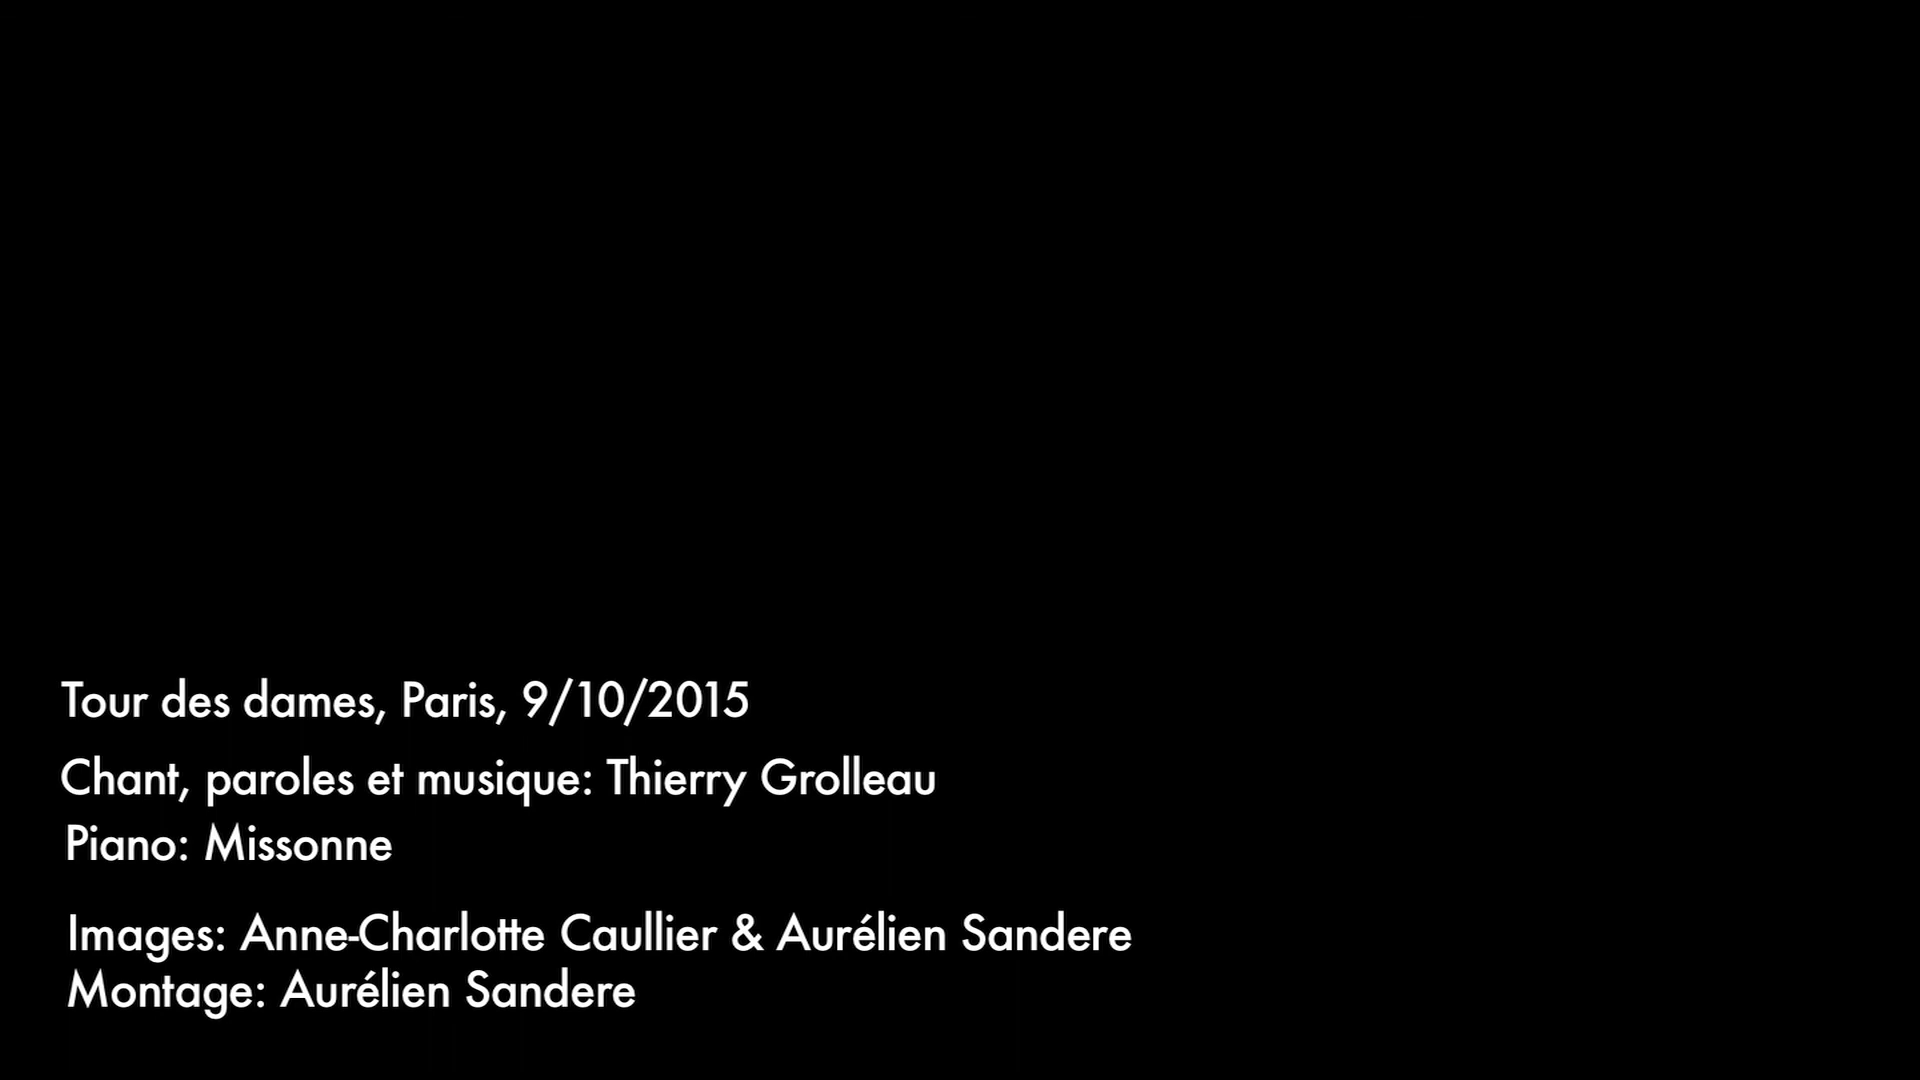 Tour des dames, Paris, 9/10/2015
Chant, paroles et musique: Thierry Grolleau
Piano: Missonne
Images: Anne-Charlotte Caullier & Aurélien Sandere
Montage: Aurélien Sandere